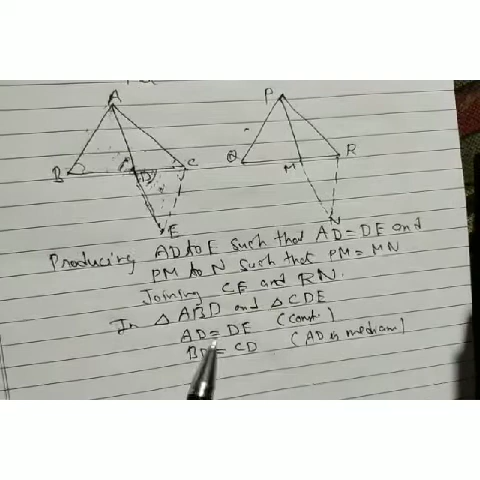 A
P
B
D
C
Q
M
R
E
N
Producing AD to E such that AD = DE and
PM to N such that PM = MN
Joining CE and RN.
In △ ABD and △ CDE
AD = DE (const.)
BD = CD (AD is median)